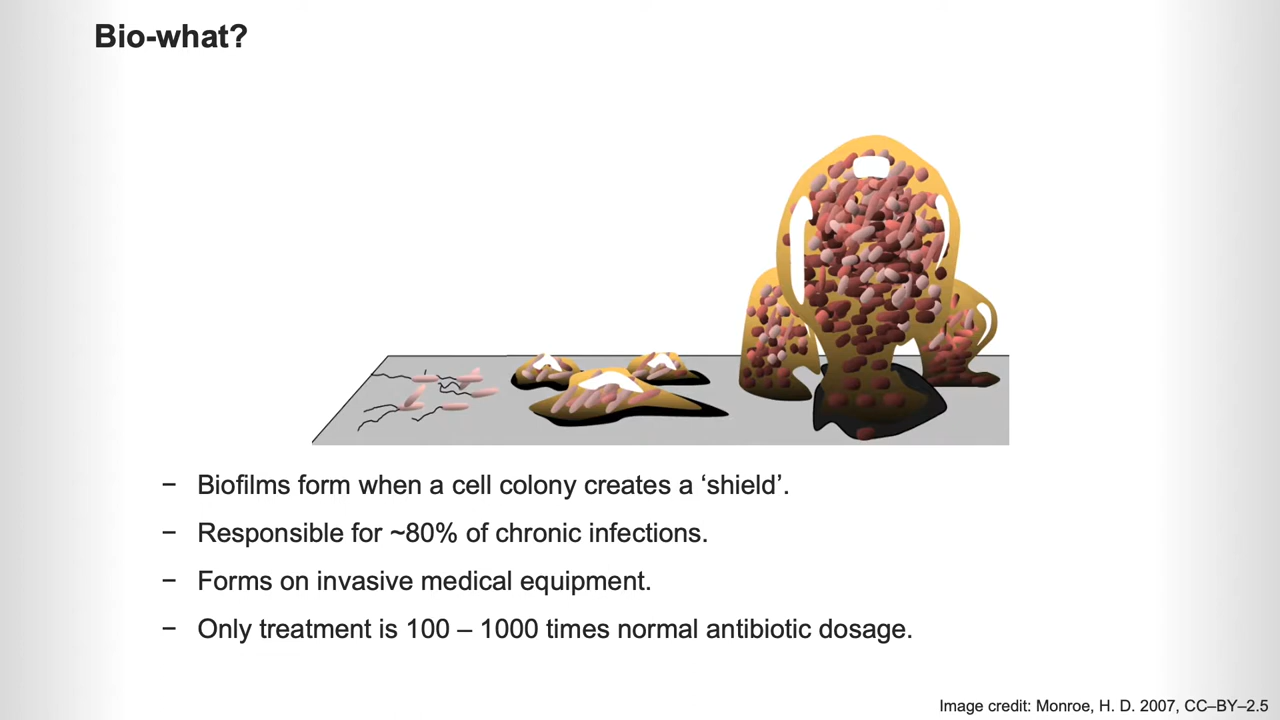 Bio-what?
– Biofilms form when a cell colony creates a ‘shield’.
– Responsible for ~80% of chronic infections.
– Forms on invasive medical equipment.
– Only treatment is 100 – 1000 times normal antibiotic dosage.
Image credit: Monroe, H. D. 2007, CC–BY–2.5